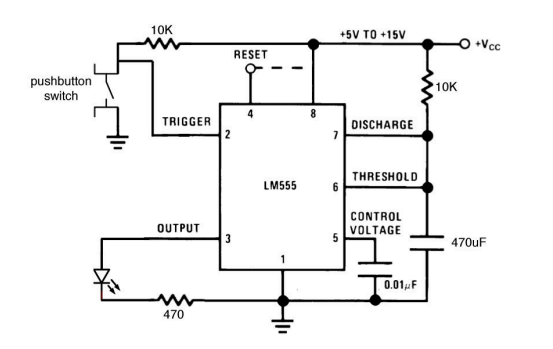 10K
+5V TO +15V
+Vcc
RESET
pushbutton
switch
10K
4
8
TRIGGER
2
7
DISCHARGE
LM555
6
THRESHOLD
OUTPUT
3
CONTROL
VOLTAGE
5
470uF
1
0.01μF
470